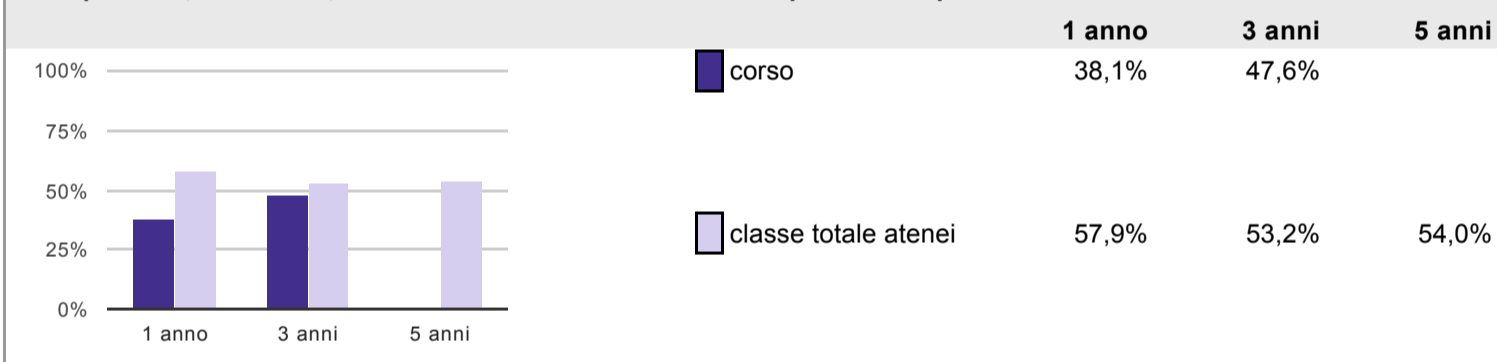 1 anno 3 anni 5 anni
100%
75%
50%
25%
0%
1 anno 3 anni 5 anni
corso 38,1% 47,6%
classe totale atenei 57,9% 53,2% 54,0%